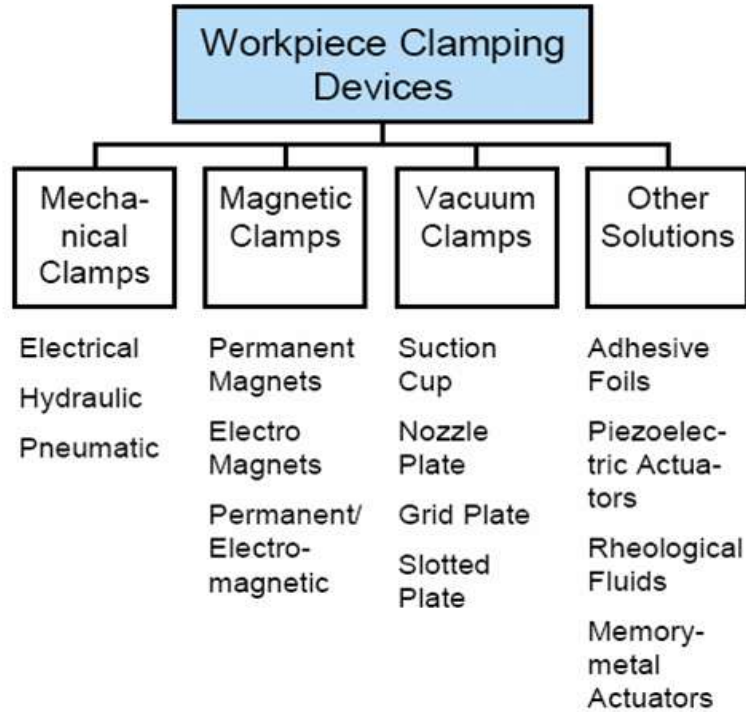 Workpiece Clamping
Devices
Mecha-
nical
Clamps
Magnetic
Clamps
Vacuum
Clamps
Other
Solutions
Electrical
Hydraulic
Pneumatic
Permanent
Magnets
Electro
Magnets
Permanent/
Electro-
magnetic
Suction
Cup
Nozzle
Plate
Grid Plate
Slotted
Plate
Adhesive
Foils
Piezoelec-
tric Actua-
tors
Rheological
Fluids
Memory-
metal
Actuators